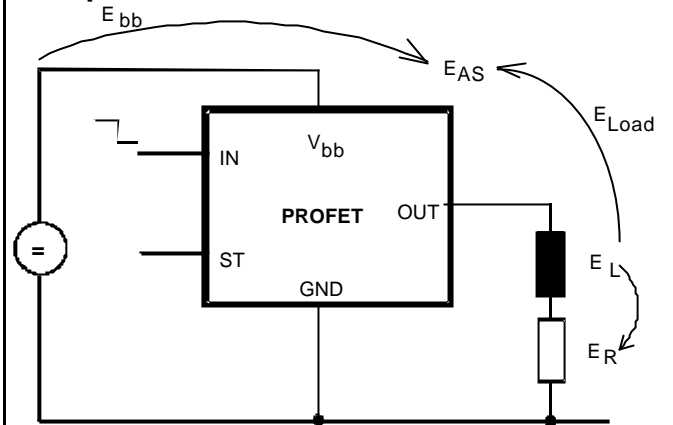 E bb
E AS
E Load
V bb
IN
PROFET
OUT
=
ST
E L
GND
E R